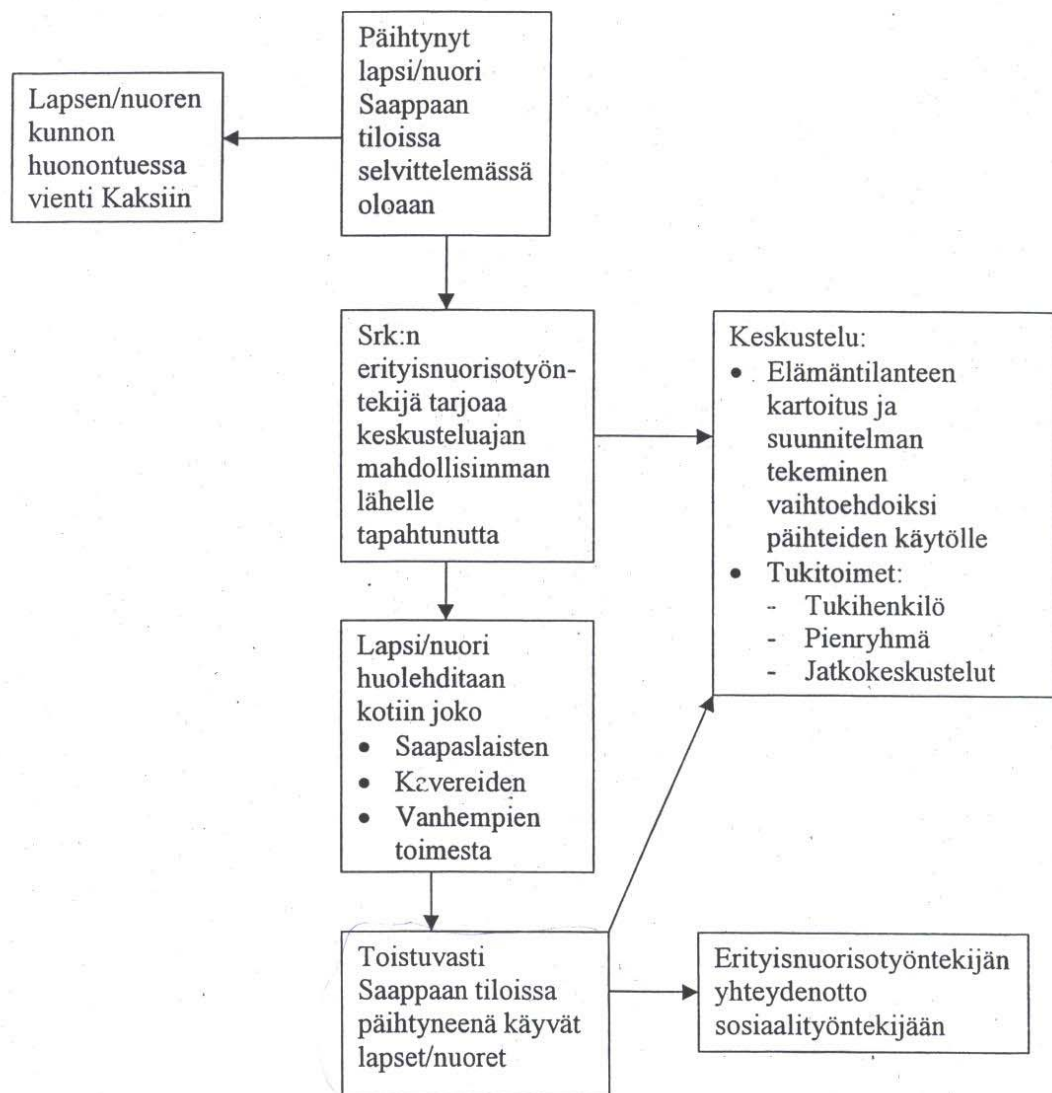 Päihtynyt
lapsi/nuori
Saappaan
tiloissa
selvittelemässä
oloaan
Lapsen/nuoren
kunnon
huonontuessa
vienti Kaksiin
Srk:n
erityisnuorisotyön-
tekijä tarjoaa
keskusteluajan
mahdollisimman
lähelle
tapahtunutta
Keskustelu:
• Elämäntilanteen
kartoitus ja
suunnitelman
tekeminen
vaihtoehdoiksi
päihteiden käytölle
• Tukitoimet:
- Tukihenkilö
- Pienryhmä
- Jatkokeskustelut
Lapsi/nuori
huolehditaan
kotiin joko
• Saapaslaisten
• Kavereiden
• Vanhempien
toimesta
Toistuvasti
Saappaan tiloissa
päihtyneenä käyvät
lapset/nuoret
Erityisnuorisotyöntekijän
yhteydenotto
sosiaalityöntekijään